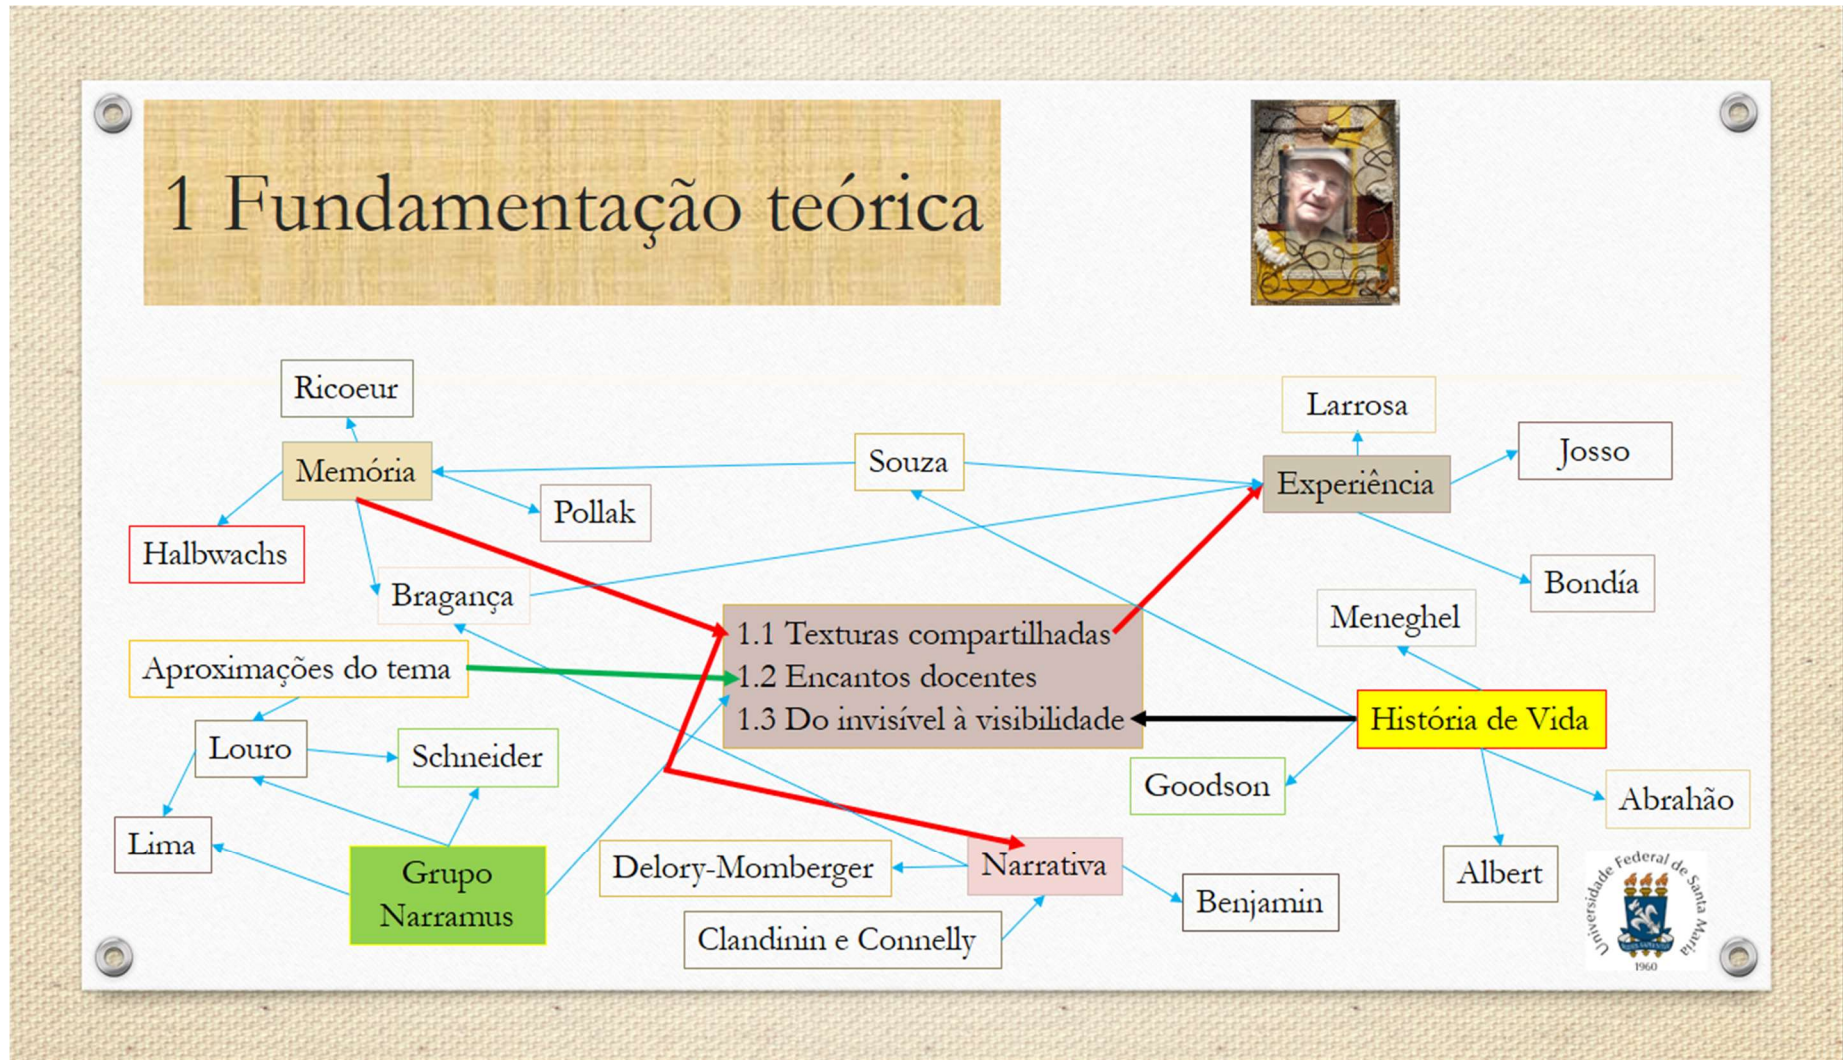 1 Fundamentação teórica
Ricoeur
Larrosa
Memória
Souza
Josso
Experiência
Pollak
Halbwachs
Bragança
Bondía
Meneghel
1.1 Texturas compartilhadas
Aproximações do tema
1.2 Encantos docentes
1.3 Do invisível à visibilidade
História de Vida
Louro
Schneider
Goodson
Abrahão
Lima
Grupo
Narramus
Delory-Momberger
Narrativa
Albert
Benjamin
Clandinin e Connelly
Universidade Federal de Santa Maria
1960